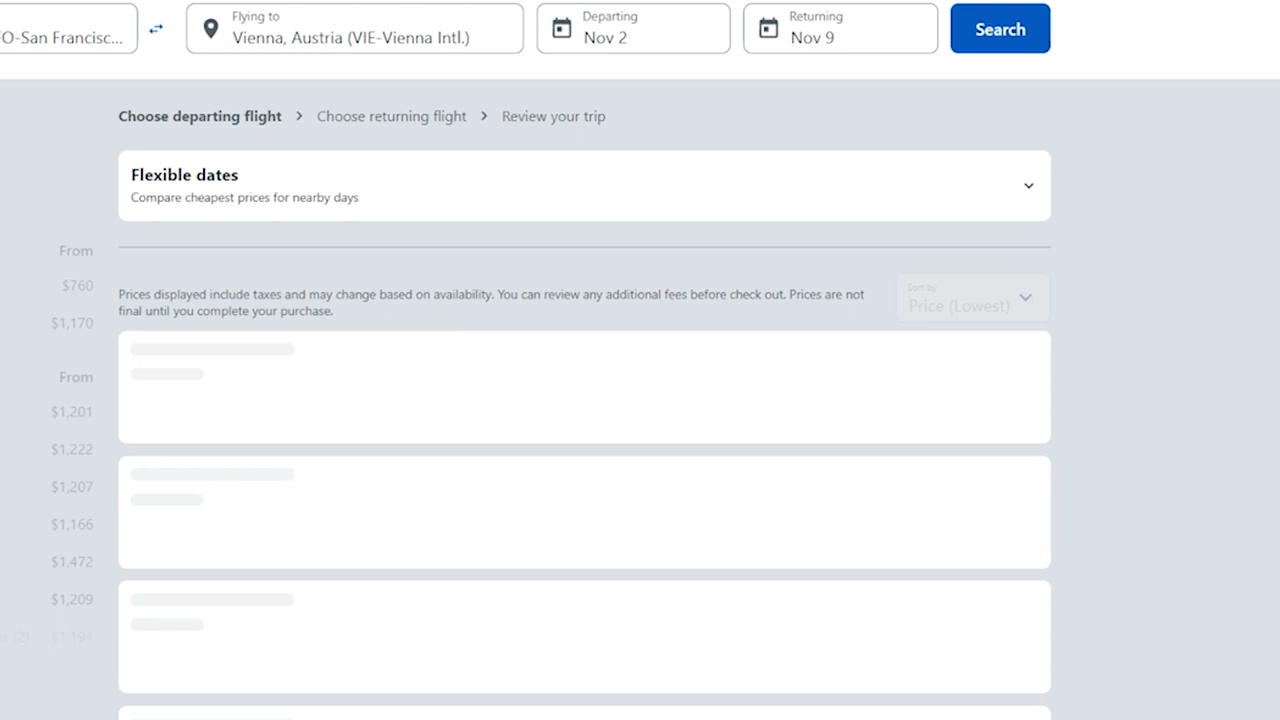 Flying to
Departing
Returning
FO-San Francisc...
Vienna, Austria (VIE-Vienna Intl.)
Nov 2
Nov 9
Search
Choose departing flight > Choose returning flight > Review your trip
Flexible dates
Compare cheapest prices for nearby days
From
$760
$1,170
From
$1,201
$1,222
$1,207
$1,166
$1,472
$1,209
(2) $1,194
Prices displayed include taxes and may change based on availability. You can review any additional fees before check out. Prices are not
final until you complete your purchase.
Sort by
Price (Lowest)